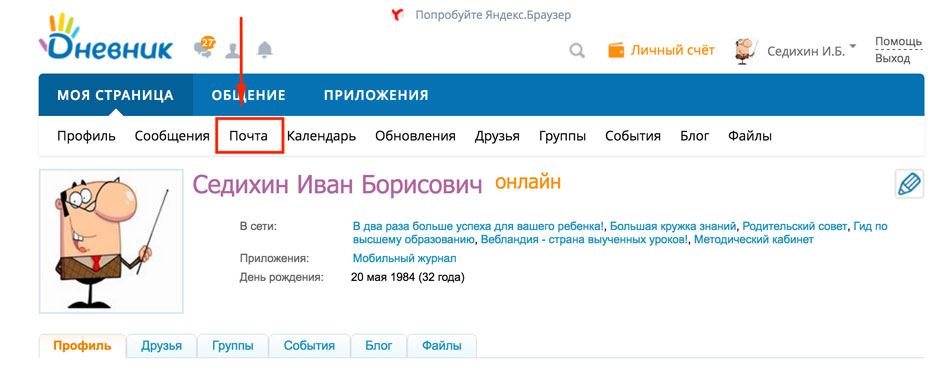 Попробуйте Яндекс.Браузер
Дневник 27 Личный счёт Седихин И.Б. Помощь
Выход
МОЯ СТРАНИЦА ОБЩЕНИЕ ПРИЛОЖЕНИЯ
Профиль Сообщения Почта Календарь Обновления Друзья Группы События Блог Файлы
Седихин Иван Борисович онлайн
В сети: В два раза больше успеха для вашего ребенка!, Большая кружка знаний, Родительский совет, Гид по
высшему образованию, Вебландия - страна выученных уроков!, Методический кабинет
Приложения: Мобильный журнал
День рождения: 20 мая 1984 (32 года)
Профиль Друзья Группы События Блог Файлы